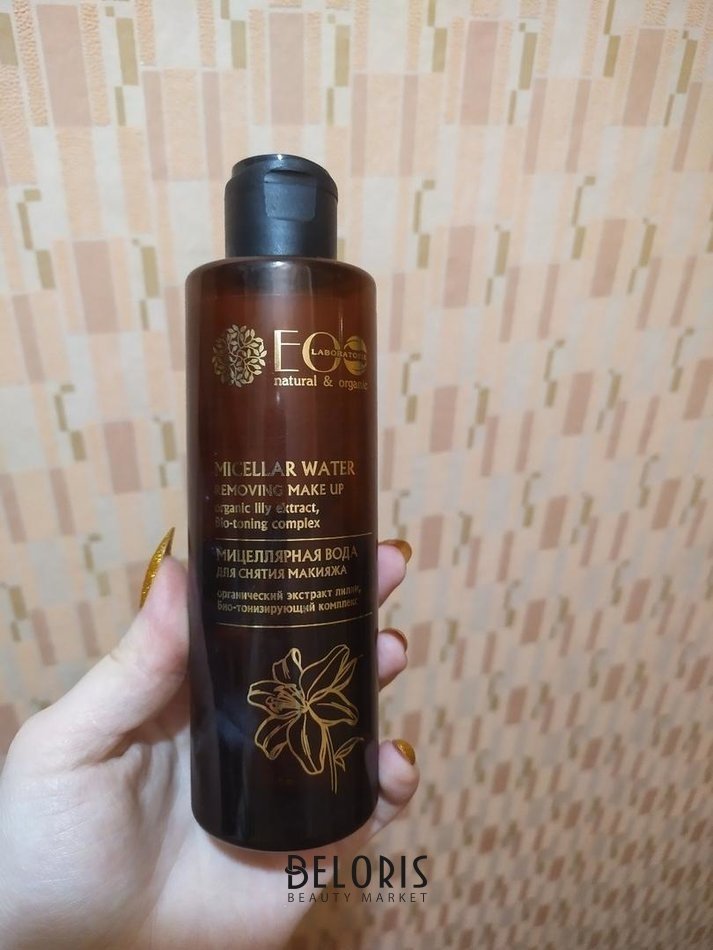 ECO
LABORATORIE
natural & organic
MICELLAR WATER
REMOVING MAKE UP
organic lily extract,
Bio-toning complex
МИЦЕЛЛЯРНАЯ ВОДА
ДЛЯ СНЯТИЯ МАКИЯЖА
органический экстракт лилии,
Био-тонизирующий комплекс
BELORIS
BEAUTY MARKET